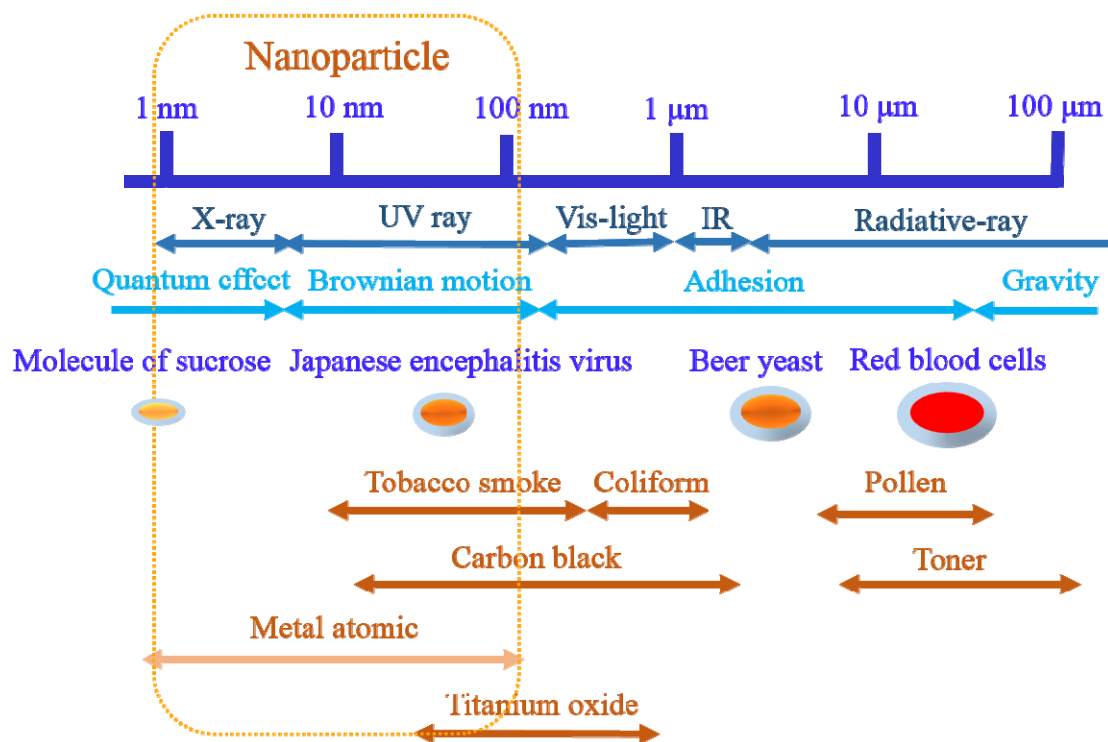 Nanoparticle
1 nm
10 nm
100 nm
1 μm
10 μm
100 μm
X-ray
UV ray
Vis-light
IR
Radiative-ray
Quantum effect
Brownian motion
Adhesion
Gravity
Molecule of sucrose
Japanese encephalitis virus
Beer yeast
Red blood cells
Tobacco smoke
Coliform
Pollen
Carbon black
Toner
Metal atomic
Titanium oxide